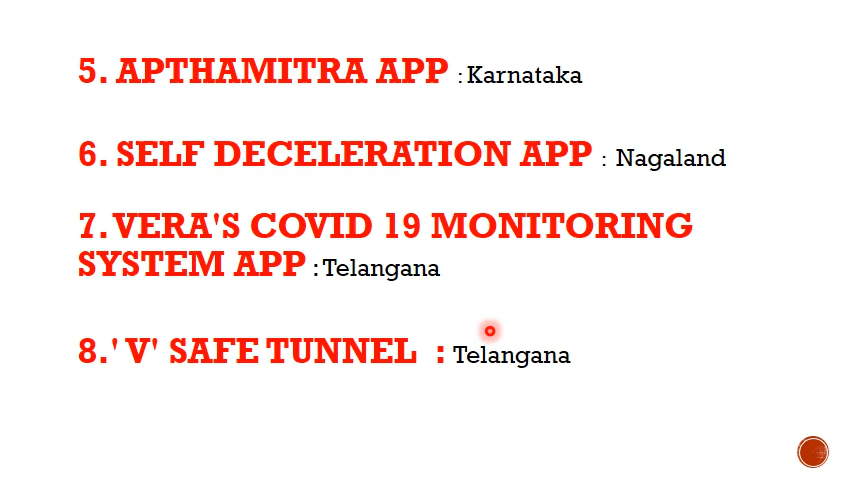 5. APTHAMITRA APP : Karnataka
6. SELF DECELERATION APP : Nagaland
7. VERA'S COVID 19 MONITORING
SYSTEM APP : Telangana
8.' V' SAFE TUNNEL : Telangana